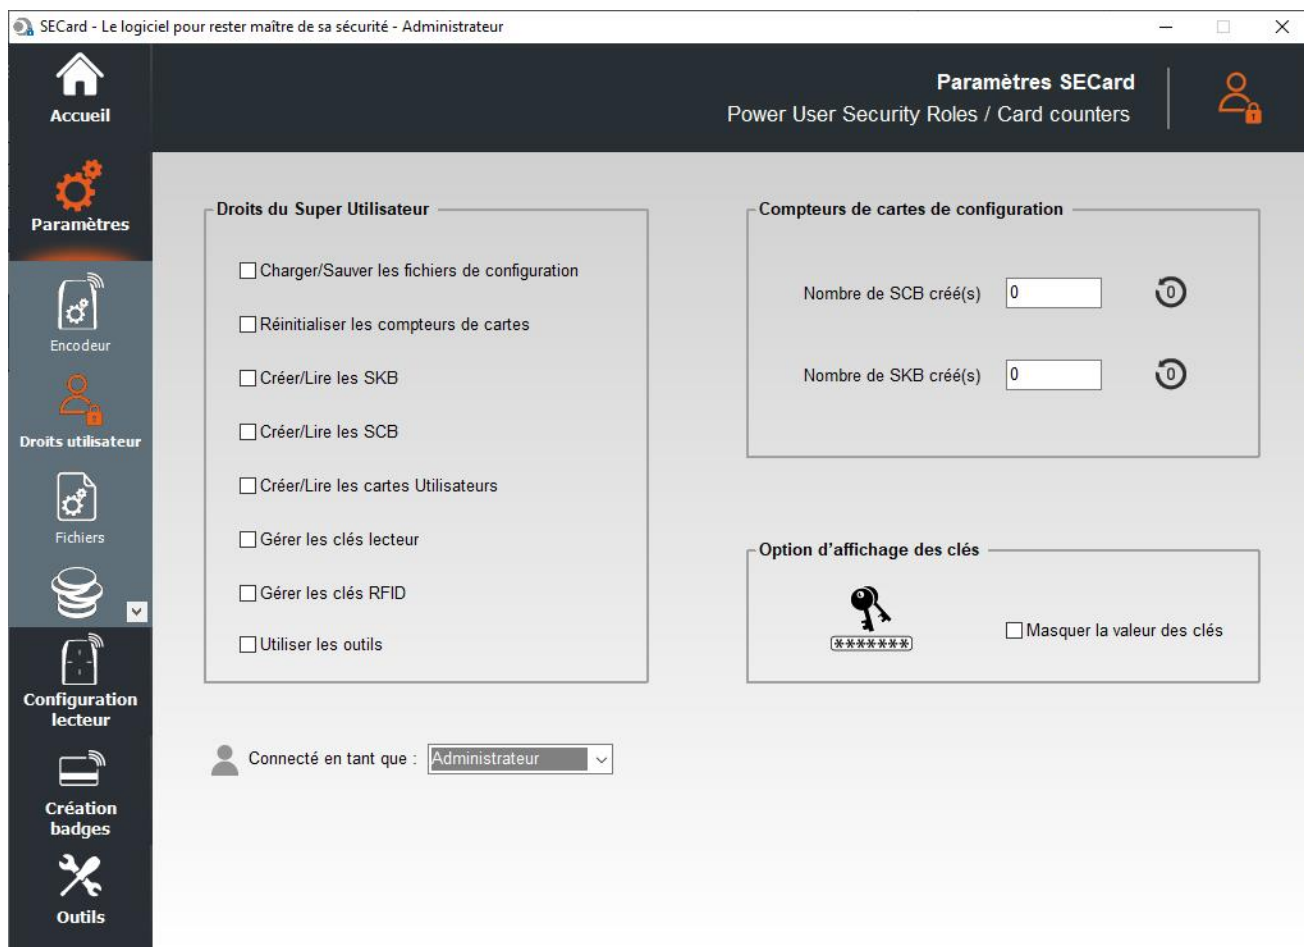 SECard - Le logiciel pour rester maître de sa sécurité - Administrateur
Accueil
Paramètres SECard
Power User Security Roles / Card counters
Paramètres
Encodeur
Droits utilisateur
Fichiers
Configuration
lecteur
Création
badges
Outils
Droits du Super Utilisateur
Charger/Sauver les fichiers de configuration
Réinitialiser les compteurs de cartes
Créer/Lire les SKB
Créer/Lire les SCB
Créer/Lire les cartes Utilisateurs
Gérer les clés lecteur
Gérer les clés RFID
Utiliser les outils
Connecté en tant que : Administrateur
Compteurs de cartes de configuration
Nombre de SCB créé(s) 0 0
Nombre de SKB créé(s) 0 0
Option d'affichage des clés
*******
Masquer la valeur des clés